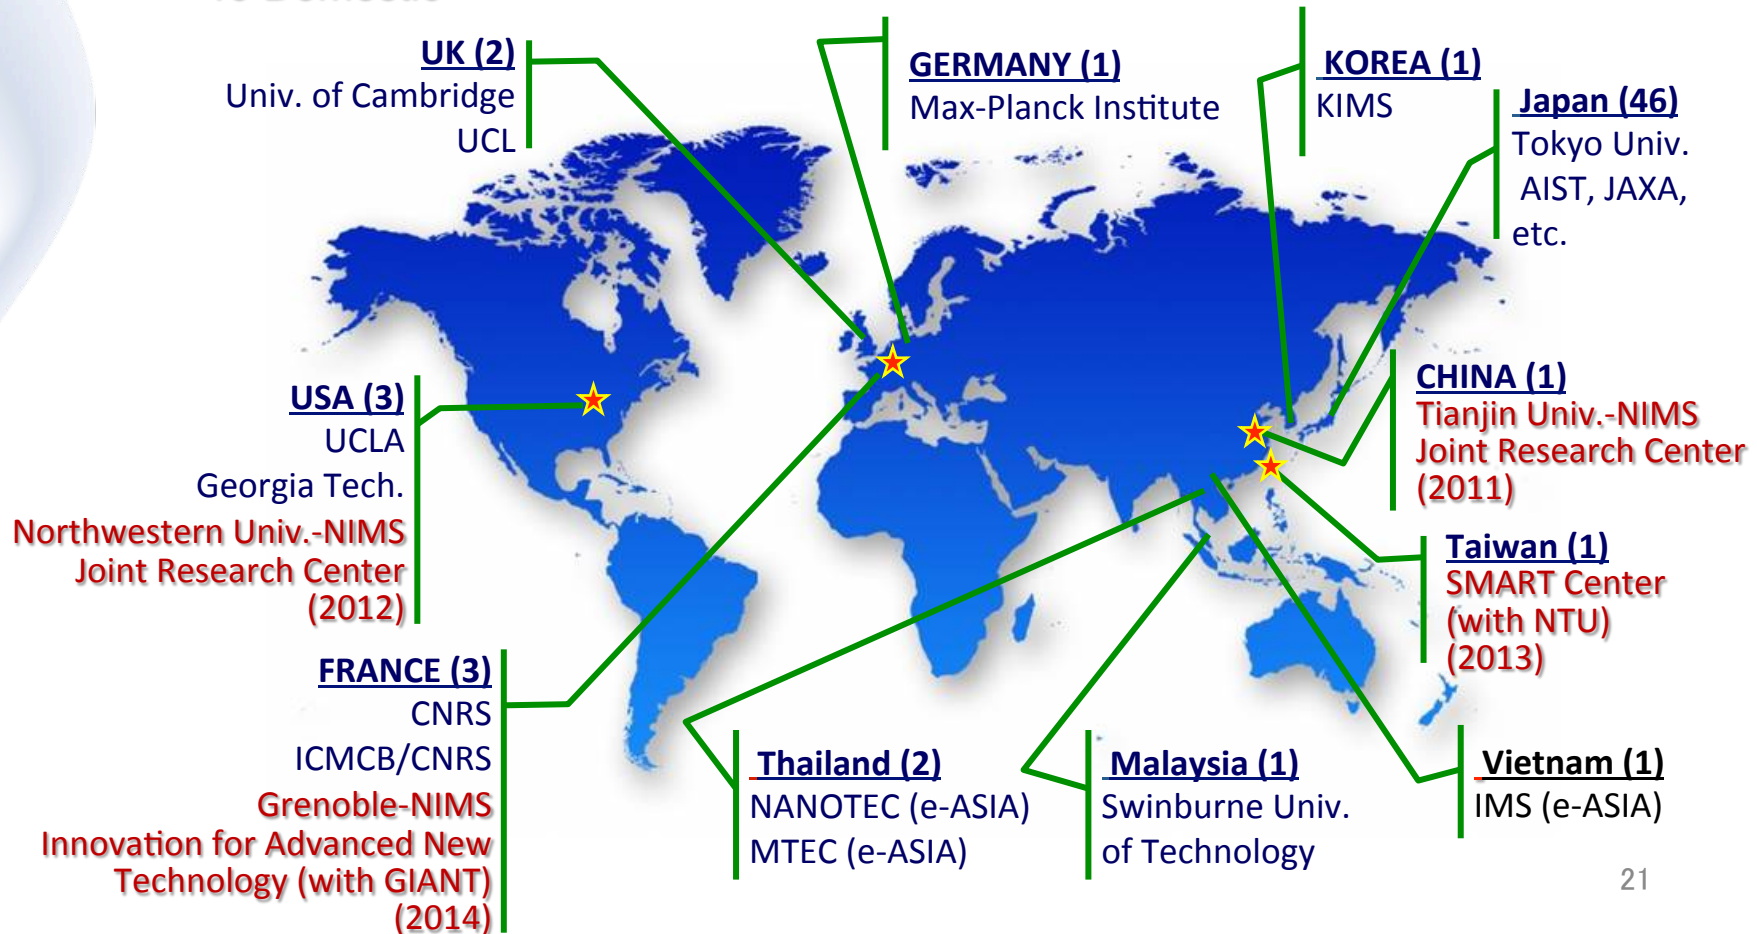 UK (2)
Univ. of Cambridge
UCL
GERMANY (1)
Max-Planck Institute
KOREA (1)
KIMS
Japan (46)
Tokyo Univ.
AIST, JAXA,
etc.
USA (3)
UCLA
Georgia Tech.
Northwestern Univ.-NIMS
Joint Research Center
(2012)
CHINA (1)
Tianjin Univ.-NIMS
Joint Research Center
(2011)
Taiwan (1)
SMART Center
(with NTU)
(2013)
FRANCE (3)
CNRS
ICMCB/CNRS
Grenoble-NIMS
Innovation for Advanced New
Technology (with GIANT)
(2014)
Thailand (2)
NANOTEC (e-ASIA)
MTEC (e-ASIA)
Malaysia (1)
Swinburne Univ.
of Technology
Vietnam (1)
IMS (e-ASIA)
21